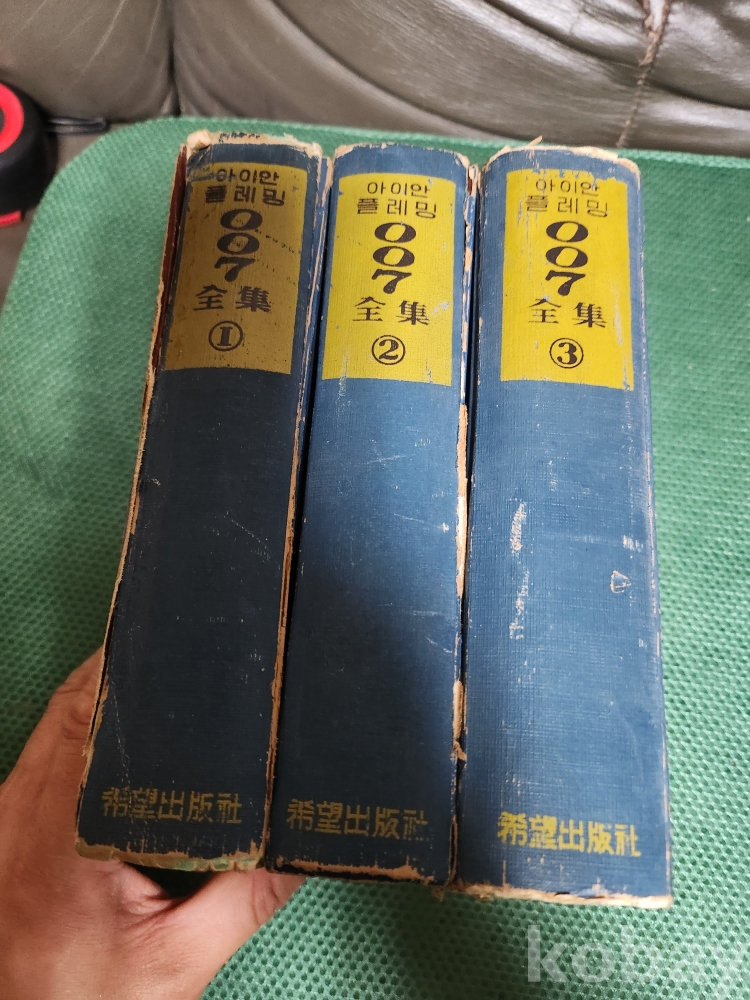 아이안
플레밍
007
全集
①
希望出版社
아이안
플레밍
007
全集
②
希望出版社
아이안
플레밍
007
全集
③
希望出版社
kobay